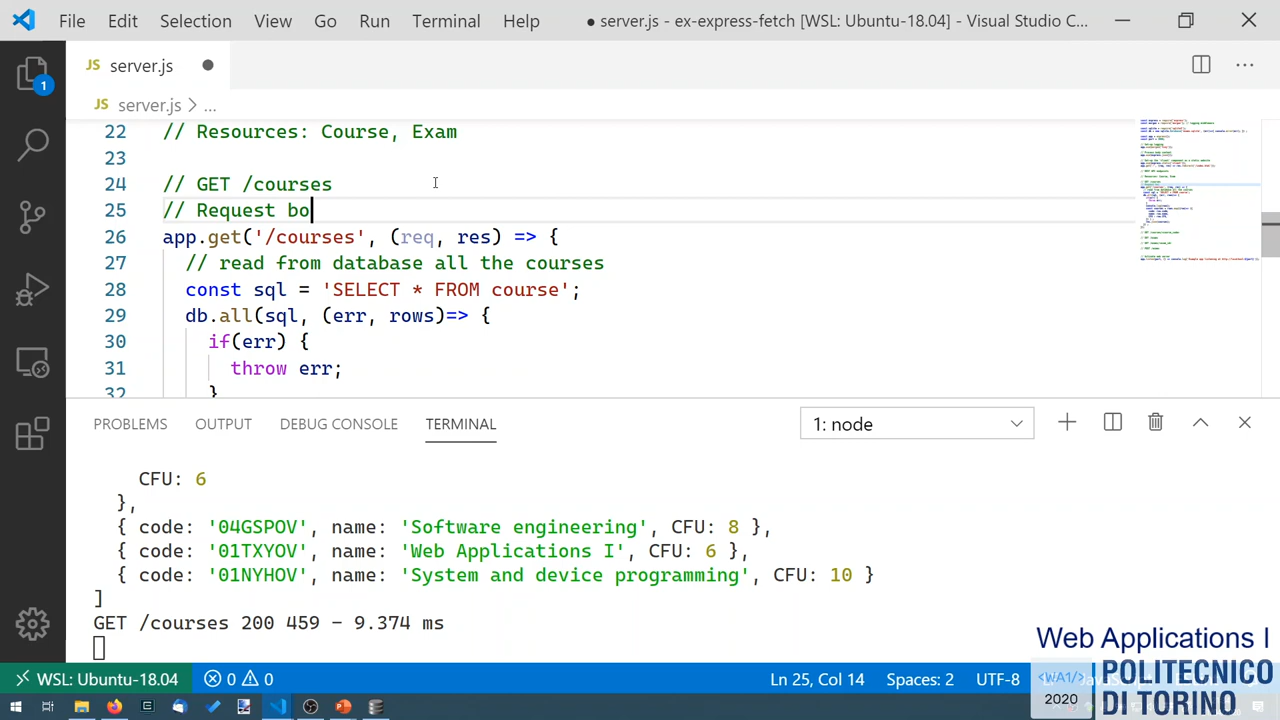 File Edit Selection View Go Run Terminal Help ● server.js - ex-express-fetch [WSL: Ubuntu-18.04] - Visual Studio C...
JS server.js ●
JS server.js > ...
22 // Resources: Course, Exam
23
24 // GET /courses
25 // Request bo
26 app.get('/courses', (req, res) => {
27 // read from database all the courses
28 const sql = 'SELECT * FROM course';
29 db.all(sql, (err, rows)=> {
30 if(err) {
31 throw err;
32 }
PROBLEMS OUTPUT DEBUG CONSOLE TERMINAL 1: node
CFU: 6
},
{ code: '04GSPOV', name: 'Software engineering', CFU: 8 },
{ code: '01TXYOV', name: 'Web Applications I', CFU: 6 },
{ code: '01NYHOV', name: 'System and device programming', CFU: 10 }
]
GET /courses 200 459 - 9.374 ms
1
Web Applications I
WSL: Ubuntu-18.04 0 0 Ln 25, Col 14 Spaces: 2 UTF-8
<WA1/>
2020
POLITECNICO
DI TORINO